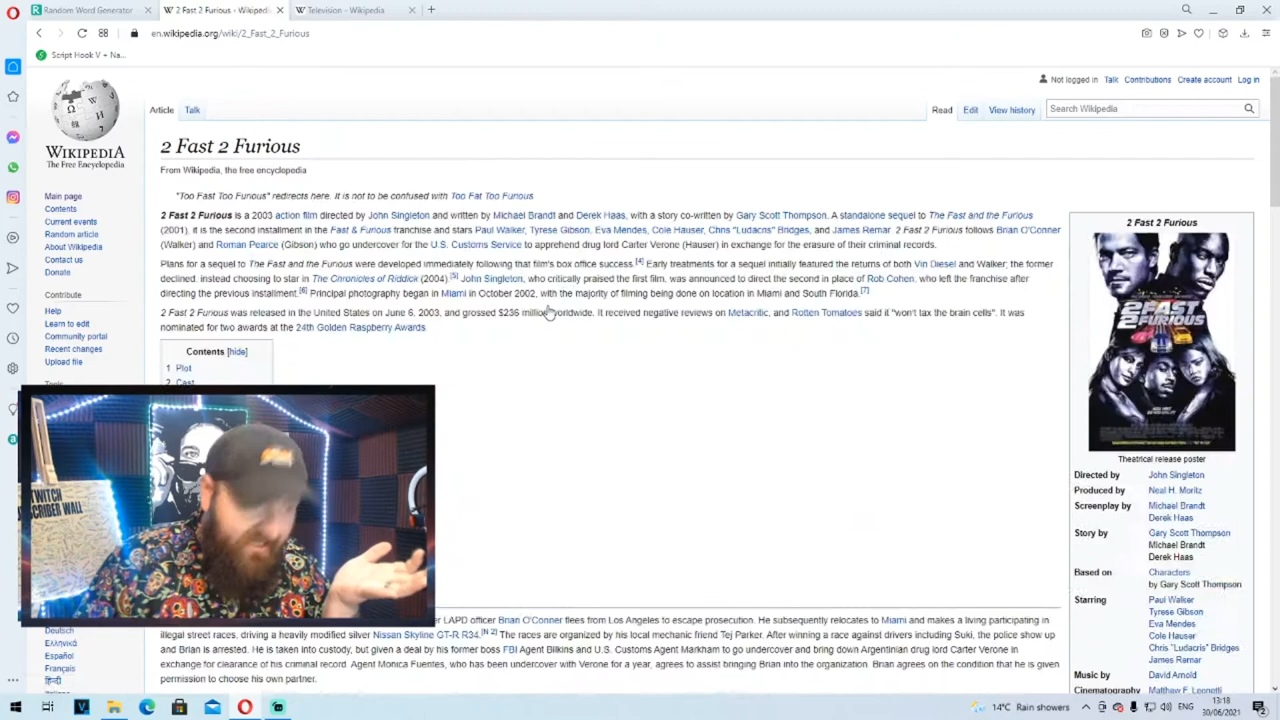 Random Word Generator
2 Fast 2 Furious - Wikipedi
Television - Wikipedia
en.wikipedia.org/wiki/2_Fast_2_Furious
Script Hook V + Na...
Not logged in Talk Contributions Create account Log in
Article Talk
Read Edit View history
Search Wikipedia
WIKIPEDIA
The Free Encyclopedia
2 Fast 2 Furious
From Wikipedia, the free encyclopedia
"Too Fast Too Furious" redirects here. It is not to be confused with Too Fat Too Furious
2 Fast 2 Furious is a 2003 action film directed by John Singleton and written by Michael Brandt and Derek Haas, with a story co-written by Gary Scott Thompson. A standalone sequel to The Fast and the Furious
(2001), it is the second installment in the Fast & Furious franchise and stars Paul Walker, Tyrese Gibson, Eva Mendes, Cole Hauser, Chris "Ludacris" Bridges, and James Remar. 2 Fast 2 Furious follows Brian O'Conner
(Walker) and Roman Pearce (Gibson) who go undercover for the U.S. Customs Service to apprehend drug lord Carter Verone (Hauser) in exchange for the erasure of their criminal records.
Plans for a sequel to The Fast and the Furious were developed immediately following that film's box office success.[4] Early treatments for a sequel initially featured the returns of both Vin Diesel and Walker; the former
declined, instead choosing to star in The Chronicles of Riddick (2004).[5] John Singleton, who critically praised the first film, was announced to direct the second in place of Rob Cohen, who left the franchise after
directing the previous installment.[6] Principal photography began in Miami in October 2002, with the majority of filming being done on location in Miami and South Florida.[7]
2 Fast 2 Furious was released in the United States on June 6, 2003, and grossed $236 million worldwide. It received negative reviews on Metacritic, and Rotten Tomatoes said it "won't tax the brain cells". It was
nominated for two awards at the 24th Golden Raspberry Awards
Contents [hide]
1 Plot
2 Cast
Main page
Contents
Current events
Random article
About Wikipedia
Contact us
Donate
Contribute
Help
Learn to edit
Community portal
Recent changes
Upload file
Tools
2 Fast 2 Furious
2 FAST
2 FURIOUS
Theatrical release poster
Directed by John Singleton
Produced by Neal H. Moritz
Screenplay by Michael Brandt
Derek Haas
Story by Gary Scott Thompson
Michael Brandt
Derek Haas
Based on Characters
by Gary Scott Thompson
Starring Paul Walker
Tyrese Gibson
Eva Mendes
Cole Hauser
Chris "Ludacris" Bridges
James Remar
Music by David Arnold
Cinematography Matthew F. Leonetti
TWITCH
SCRIBER WALL
er LAPD officer Brian O'Conner flees from Los Angeles to escape prosecution. He subsequently relocates to Miami and makes a living participating in
illegal street races, driving a heavily modified silver Nissan Skyline GT-R R34.[N 2] The races are organized by his local mechanic friend Tej Parker. After winning a race against drivers including Suki, the police show up
and Brian is arrested. He is taken into custody, but given a deal by his former boss FBI Agent Bilkins and U.S. Customs Agent Markham to go undercover and bring down Argentinian drug lord Carter Verone in
exchange for clearance of his criminal record. Agent Monica Fuentes, who has been undercover with Verone for a year, agrees to assist bringing Brian into the organization. Brian agrees on the condition that he is given
permission to choose his own partner.
Deutsch
Ελληνικά
Español
Français
हिन्दी
14°C Rain showers
ENG
13:18
30/06/2021